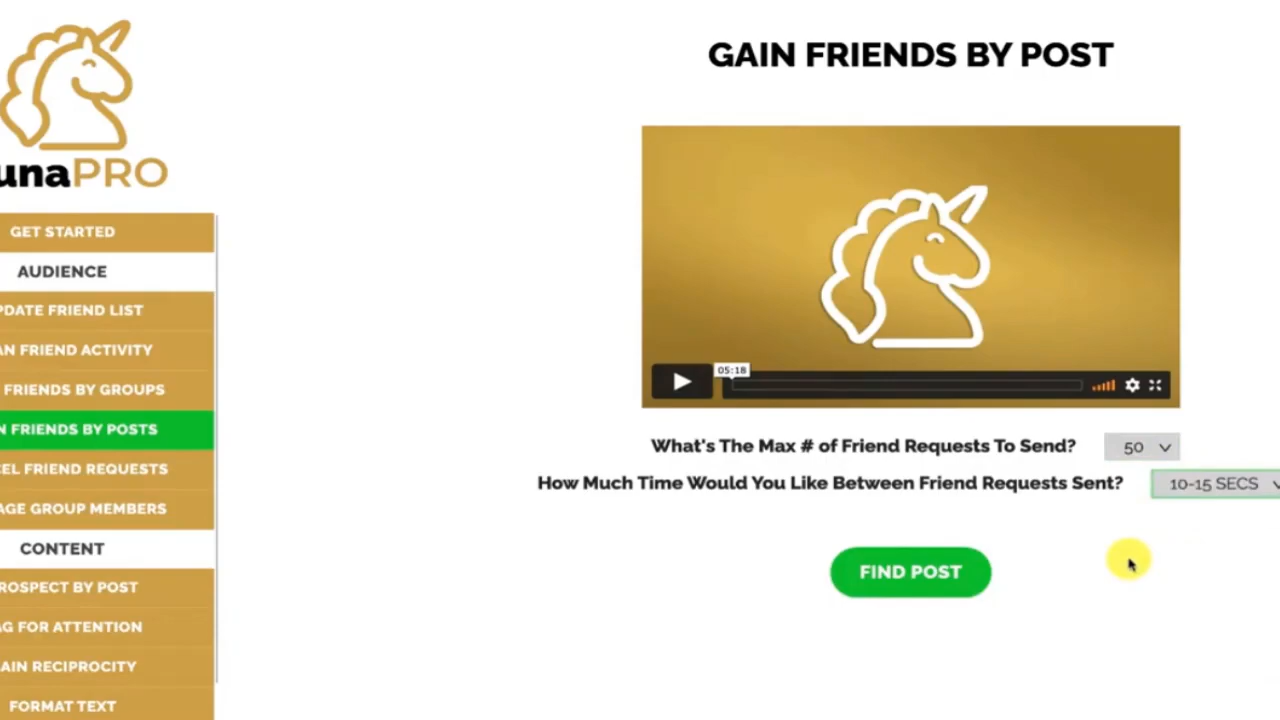 unaPRO
GET STARTED
AUDIENCE
PDATE FRIEND LIST
AN FRIEND ACTIVITY
FRIENDS BY GROUPS
N FRIENDS BY POSTS
CEL FRIEND REQUESTS
AGE GROUP MEMBERS
CONTENT
ROSPECT BY POST
AG FOR ATTENTION
AIN RECIPROCITY
FORMAT TEXT
GAIN FRIENDS BY POST
05:18
What's The Max # of Friend Requests To Send? 50
How Much Time Would You Like Between Friend Requests Sent? 10-15 SECS
FIND POST